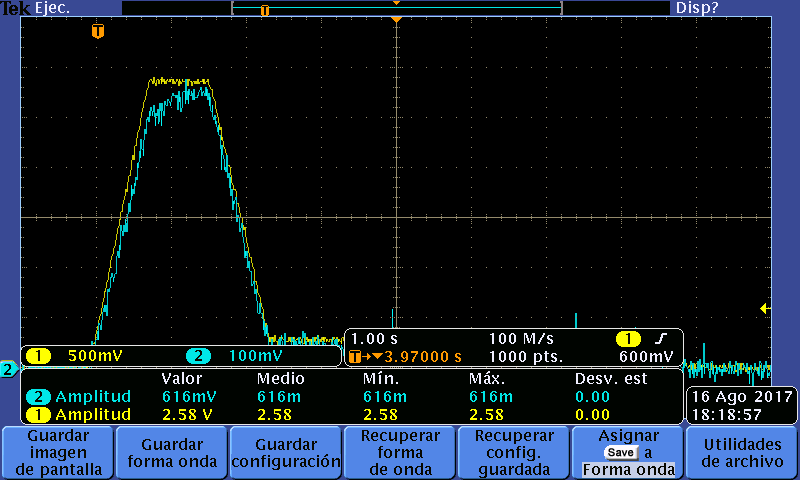 Tek Ejec. T Disp?
T
1 500mV 2 100mV
1.00 s 100 M/s 1
T→▼3.97000 s 1000 pts. 600mV
2
Valor Medio Mín. Máx. Desv. est
2 Amplitud 616mV 616m 616m 616m 0.00
1 Amplitud 2.58 V 2.58 2.58 2.58 0.00
16 Ago 2017
18:18:57
Guardar
imagen
de pantalla
Guardar
forma onda
Guardar
configuración
Recuperar
forma
de onda
Recuperar
config.
guardada
Asignar
Save a
Forma onda
Utilidades
de archivo